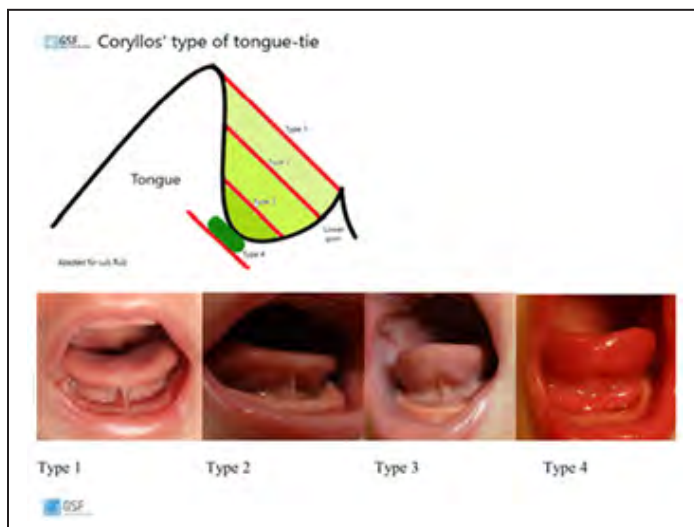 GSF Coryllos' type of tongue-tie
Type 1
Type 2
Tongue
Type 3
Lower
gum
Type 4
Type 1 Type 2 Type 3 Type 4
GSF